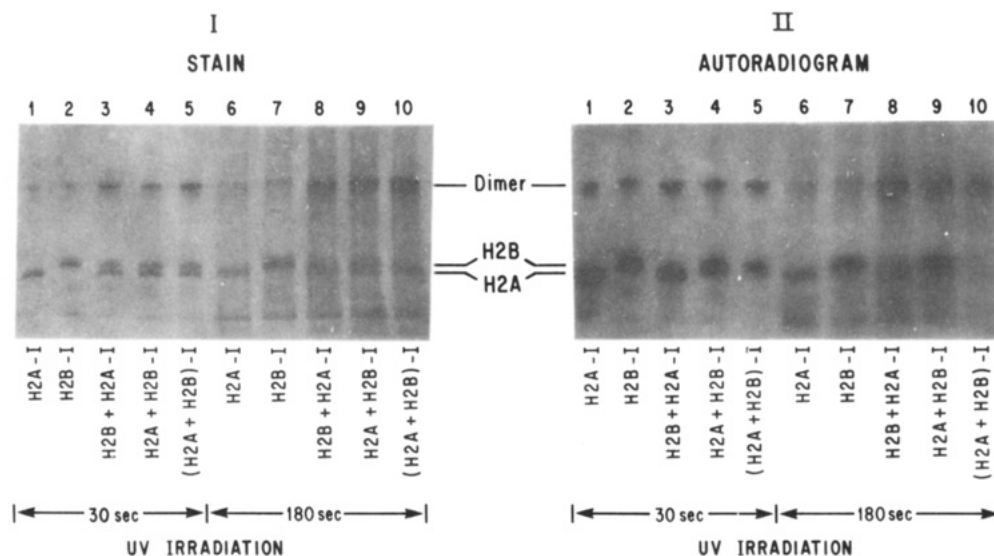 I
STAIN
1 2 3 4 5 6 7 8 9 10
II
AUTORADIOGRAM
1 2 3 4 5 6 7 8 9 10
Dimer
H2B
H2A
H2A-I
H2B-I
H2B + H2A-I
H2A + H2B-I
(H2A + H2B)-I
H2A-I
H2B-I
H2B + H2A-I
H2A + H2B-I
(H2A + H2B)-I
30 sec
180 sec
UV IRRADIATION
H2A-I
H2B-I
H2B+H2A-I
H2A + H2B-I
(H2A+H2B)-I
H2A-I
H2B-I
H2B+H2A-I
H2A+H2B-I
(H2A + H2B)-I
30 sec
180 sec
UV IRRADIATION